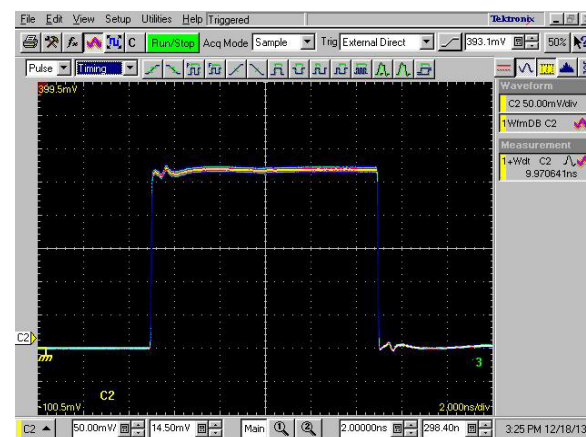 File Edit View Setup Utilities Help Triggered Tektronix
C Run/Stop Acq Mode Sample Trig External Direct 393.1mV 50%
Pulse Timing
399.5mV
Waveform
C2 50.00mV/div
1WfmDB C2
Measurement
1+Wdt C2
9.970641ns
C2
3
C2
-100.5mV
2.000ns/div
C2 50.00mV/ 14.50mV Main 1 2 2.00000ns 298.40n 3:25 PM 12/18/13